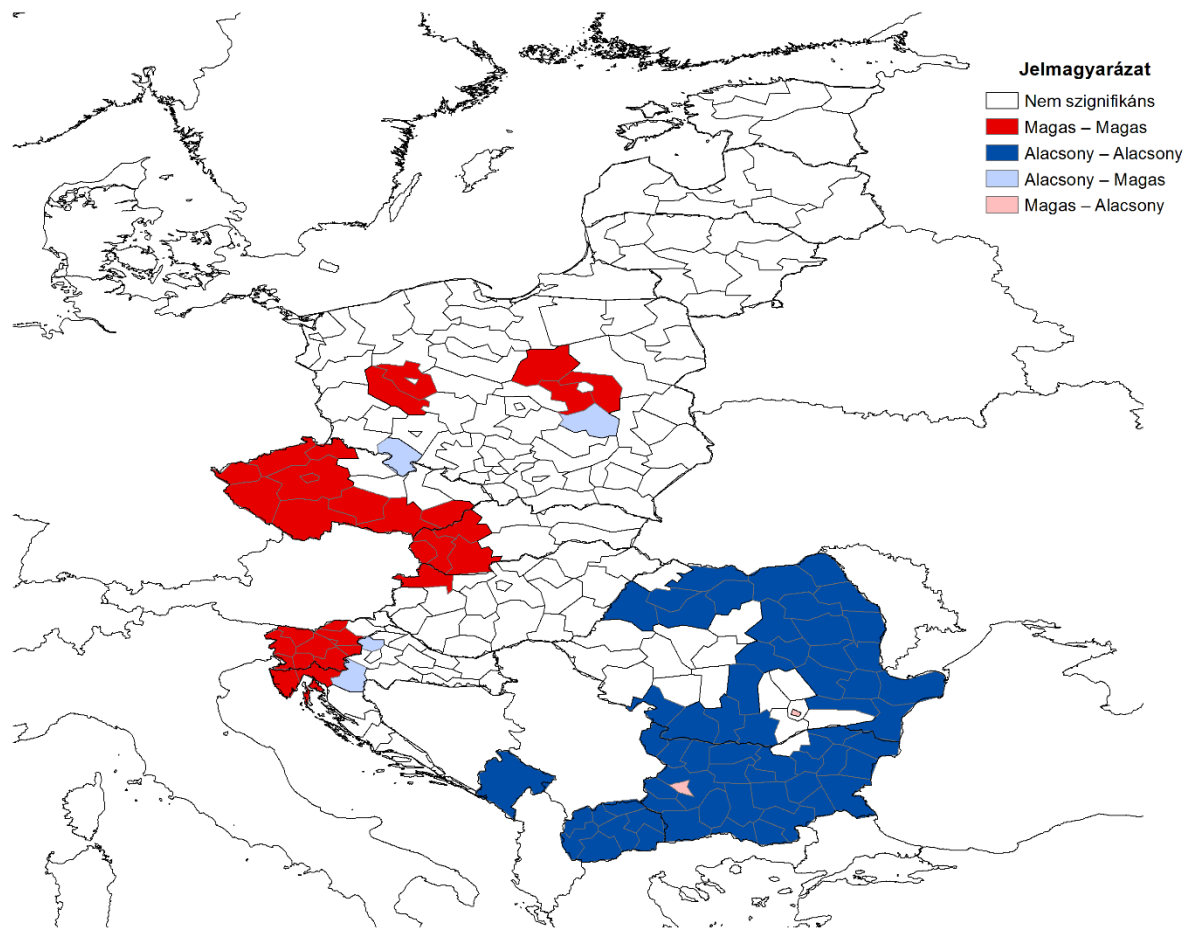 Jelmagyarázat
Nem szignifikáns
Magas – Magas
Alacsony – Alacsony
Alacsony – Magas
Magas – Alacsony